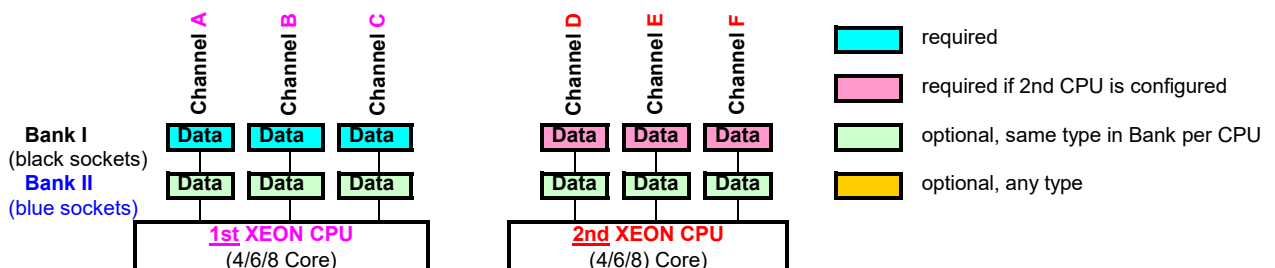 Channel A
Channel B
Channel C
Channel D
Channel E
Channel F
required
required if 2nd CPU is configured
optional, same type in Bank per CPU
optional, any type
Bank I
(black sockets)
Data Data Data Data Data Data
Bank II
(blue sockets)
Data Data Data Data Data Data
1st XEON CPU
(4/6/8 Core)
2nd XEON CPU
(4/6/8) Core)